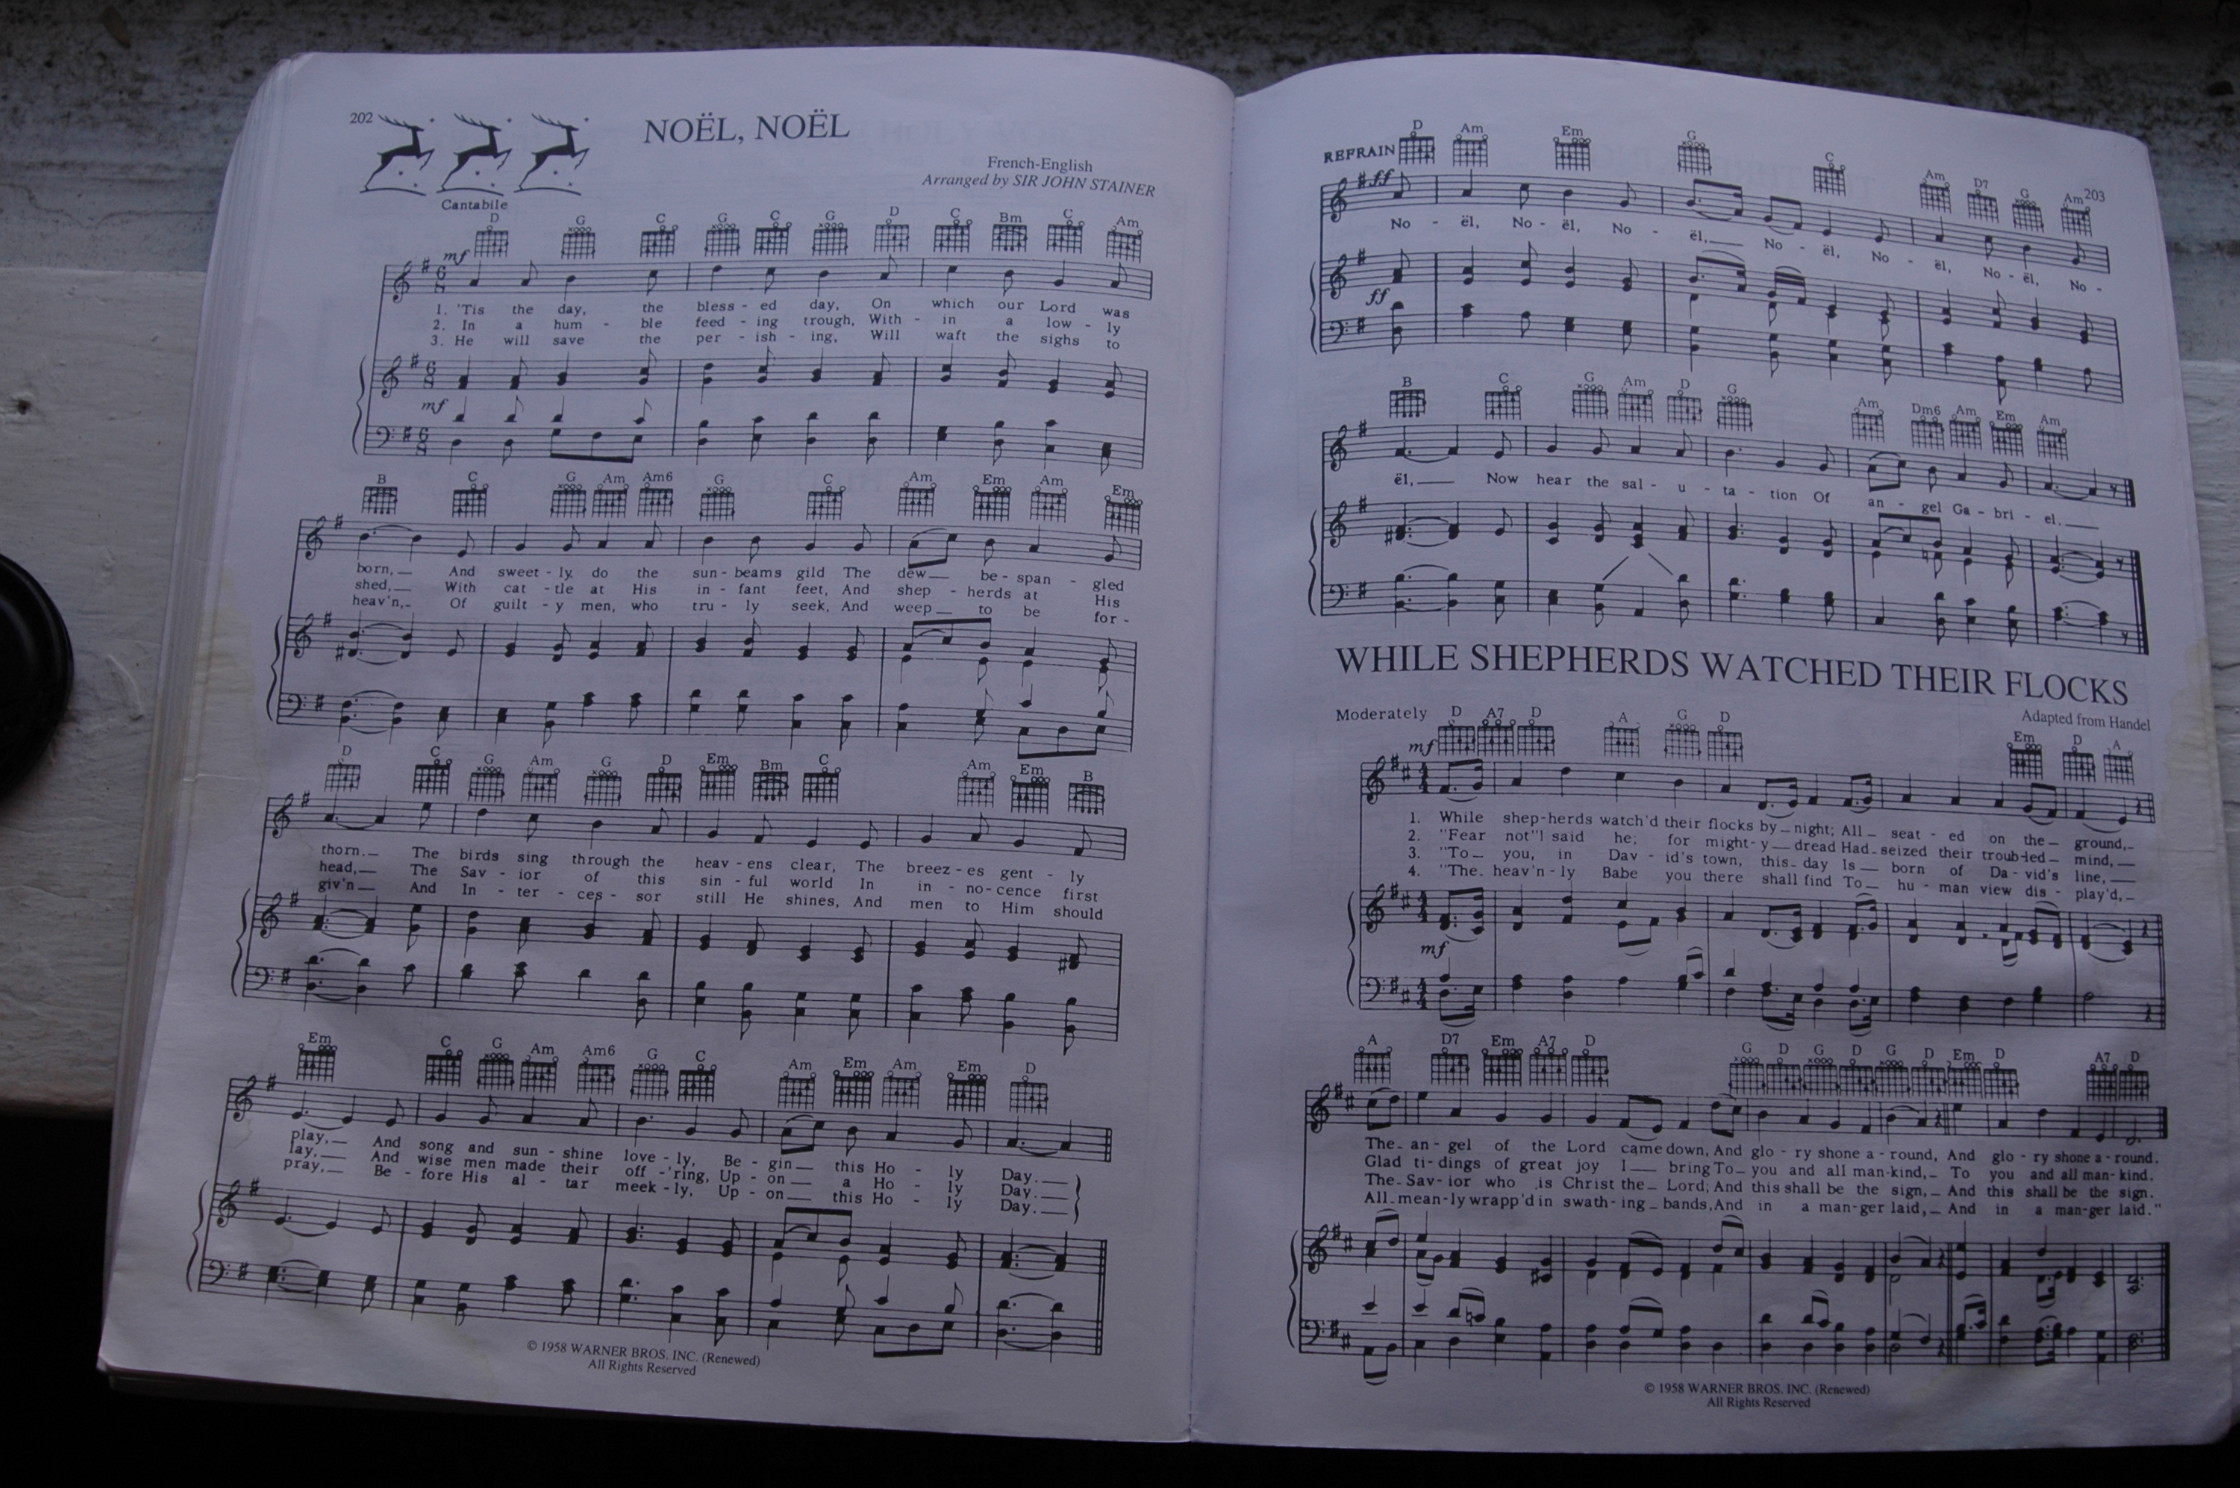 202
NOËL, NOËL
French-English
Arranged by SIR JOHN STAINER
Cantabile
D G C G C G D C Bm C Am
mf
1. 'Tis the day, the bless - ed day, On which our Lord was
2. In a hum - ble feed - ing trough, With - in a low - ly
3. He will save the per - ish - ing, Will waft the sighs to
mf
B C G Am Am6 G C Am Em Am Em
born, And sweet - ly do the sun - beams gild The dew be - span - gled
shed, With cat - tle at His in - fant feet, And shep - herds at His
heav'n, Of guilt - y men, who tru - ly seek, And weep to be for -
D C G Am G D Em Bm C Am Em B
thorn. The birds sing through the heav - ens clear, The breez - es gent - ly
head, The Sav - ior of this sin - ful world In in - no - cence first
giv'n And In - ter - ces - sor still He shines, And men to Him should
Em C G Am Am6 G C Am Em Am Em D
play, And song and sun - shine love - ly, Be - gin this Ho - ly Day.
lay, And wise men made their off -'ring, Up - on a Ho - ly Day.
pray, Be - fore His al - tar meek - ly, Up - on this Ho - ly Day.
© 1958 WARNER BROS. INC. (Renewed)
All Rights Reserved
203
REFRAIN D Am Em G C Am D7 G Am
ff
No - ël, No - ël, No - ël, No - ël, No - ël, No - ël, No -
ff
B C G Am D G Am Dm6 Am Em Am
ël, Now hear the sal - u - ta - tion Of an - gel Ga - bri - el.
WHILE SHEPHERDS WATCHED THEIR FLOCKS
Adapted from Handel
Moderately D A7 D A G D Em D A
mf
1. While shep-herds watch'd their flocks by night; All seat - ed on the ground,
2. "Fear not"! said he; for might-y dread Had seized their troub-led mind,
3. "To you, in Dav - id's town, this day Is born of Da - vid's line,
4. "The heav'n - ly Babe you there shall find To hu - man view dis - play'd,
mf
A D7 Em A7 D G D G D G D Em D A7 D
The an - gel of the Lord came down, And glo - ry shone a - round, And glo - ry shone a - round.
Glad ti-dings of great joy I bring To you and all man-kind, To you and all man-kind.
The Sav - ior who is Christ the Lord; And this shall be the sign, And this shall be the sign.
All mean-ly wrapp'd in swath-ing bands, And in a man-ger laid, And in a man-ger laid."
© 1958 WARNER BROS. INC. (Renewed)
All Rights Reserved